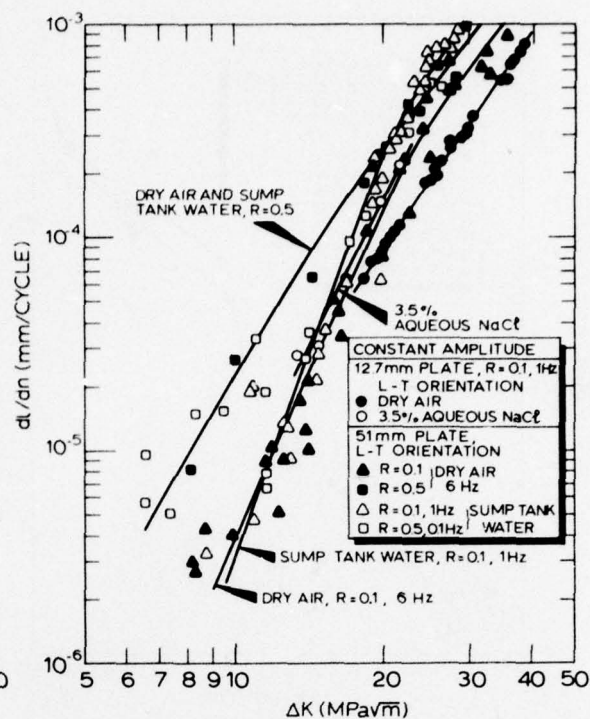 10⁻³
10⁻⁴
10⁻⁵
10⁻⁶
dl/dn (mm/CYCLE)
DRY AIR AND SUMP
TANK WATER, R=0.5
3.5%
AQUEOUS NaCl
CONSTANT AMPLITUDE
12.7mm PLATE, R=0.1, 1Hz
L-T ORIENTATION
● DRY AIR
○ 3.5% AQUEOUS NaCl
51mm PLATE,
L-T ORIENTATION
▲ R=0.1 | DRY AIR
■ R=0.5 | 6 Hz
△ R=0.1, 1Hz | SUMP TANK
□ R=0.5, 0.1Hz | WATER
SUMP TANK WATER, R=0.1, 1Hz
DRY AIR, R=0.1, 6 Hz
0 5 6 7 8 9 10 20 30 40 50
ΔK (MPa√m)